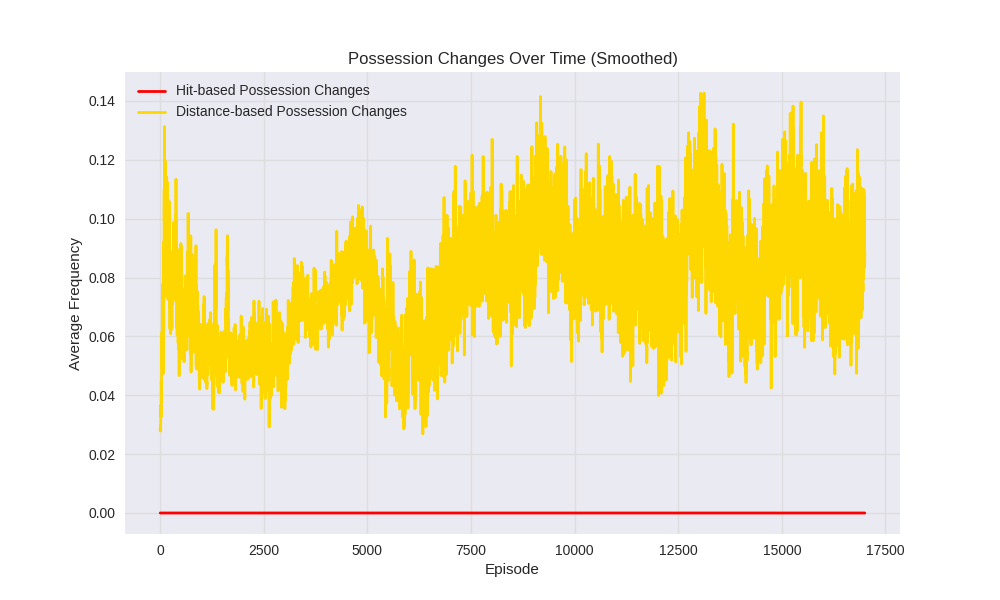 Possession Changes Over Time (Smoothed)
Hit-based Possession Changes
Distance-based Possession Changes
Average Frequency
0.14
0.12
0.10
0.08
0.06
0.04
0.02
0.00
0 2500 5000 7500 10000 12500 15000 17500
Episode